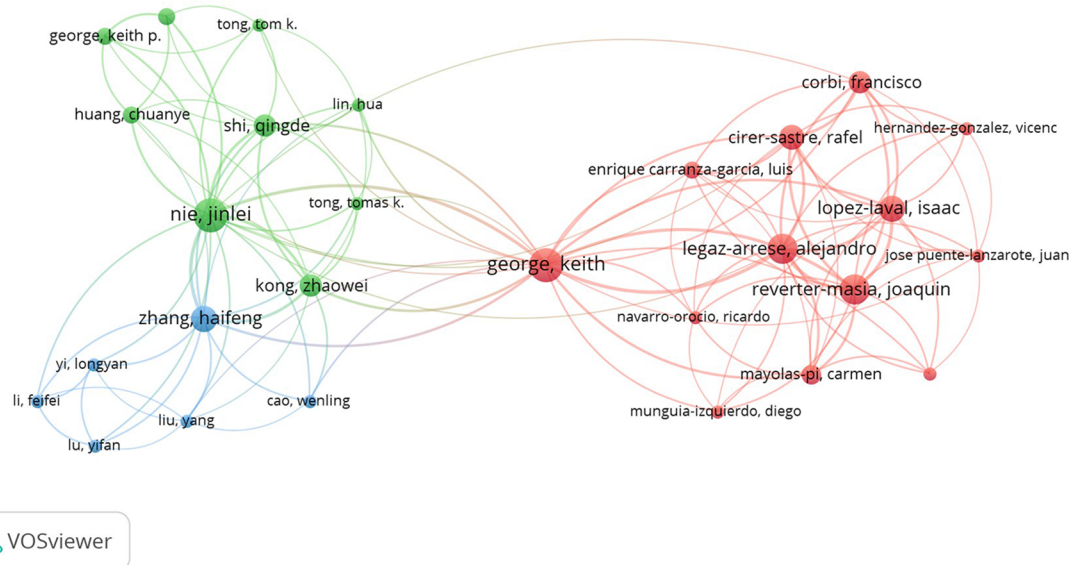 tong, tom k.
george, keith p.
corbi, francisco
lin, hua
huang, chuanye
shi, qingde
hernandez-gonzalez, vicenc
cirer-sastre, rafel
enrique carranza-garcia, luis
tong, tomas k.
lopez-laval, isaac
nie, jinlei
legaz-arrese, alejandro
jose puente-lanzarote, juan
george, keith
kong, zhaowei
reverter-masia, joaquin
zhang, haifeng
navarro-orocio, ricardo
yi, longyan
mayolas-pi, carmen
li, feifei
cao, wenling
munguia-izquierdo, diego
liu, yang
lu, yifan
VOSviewer